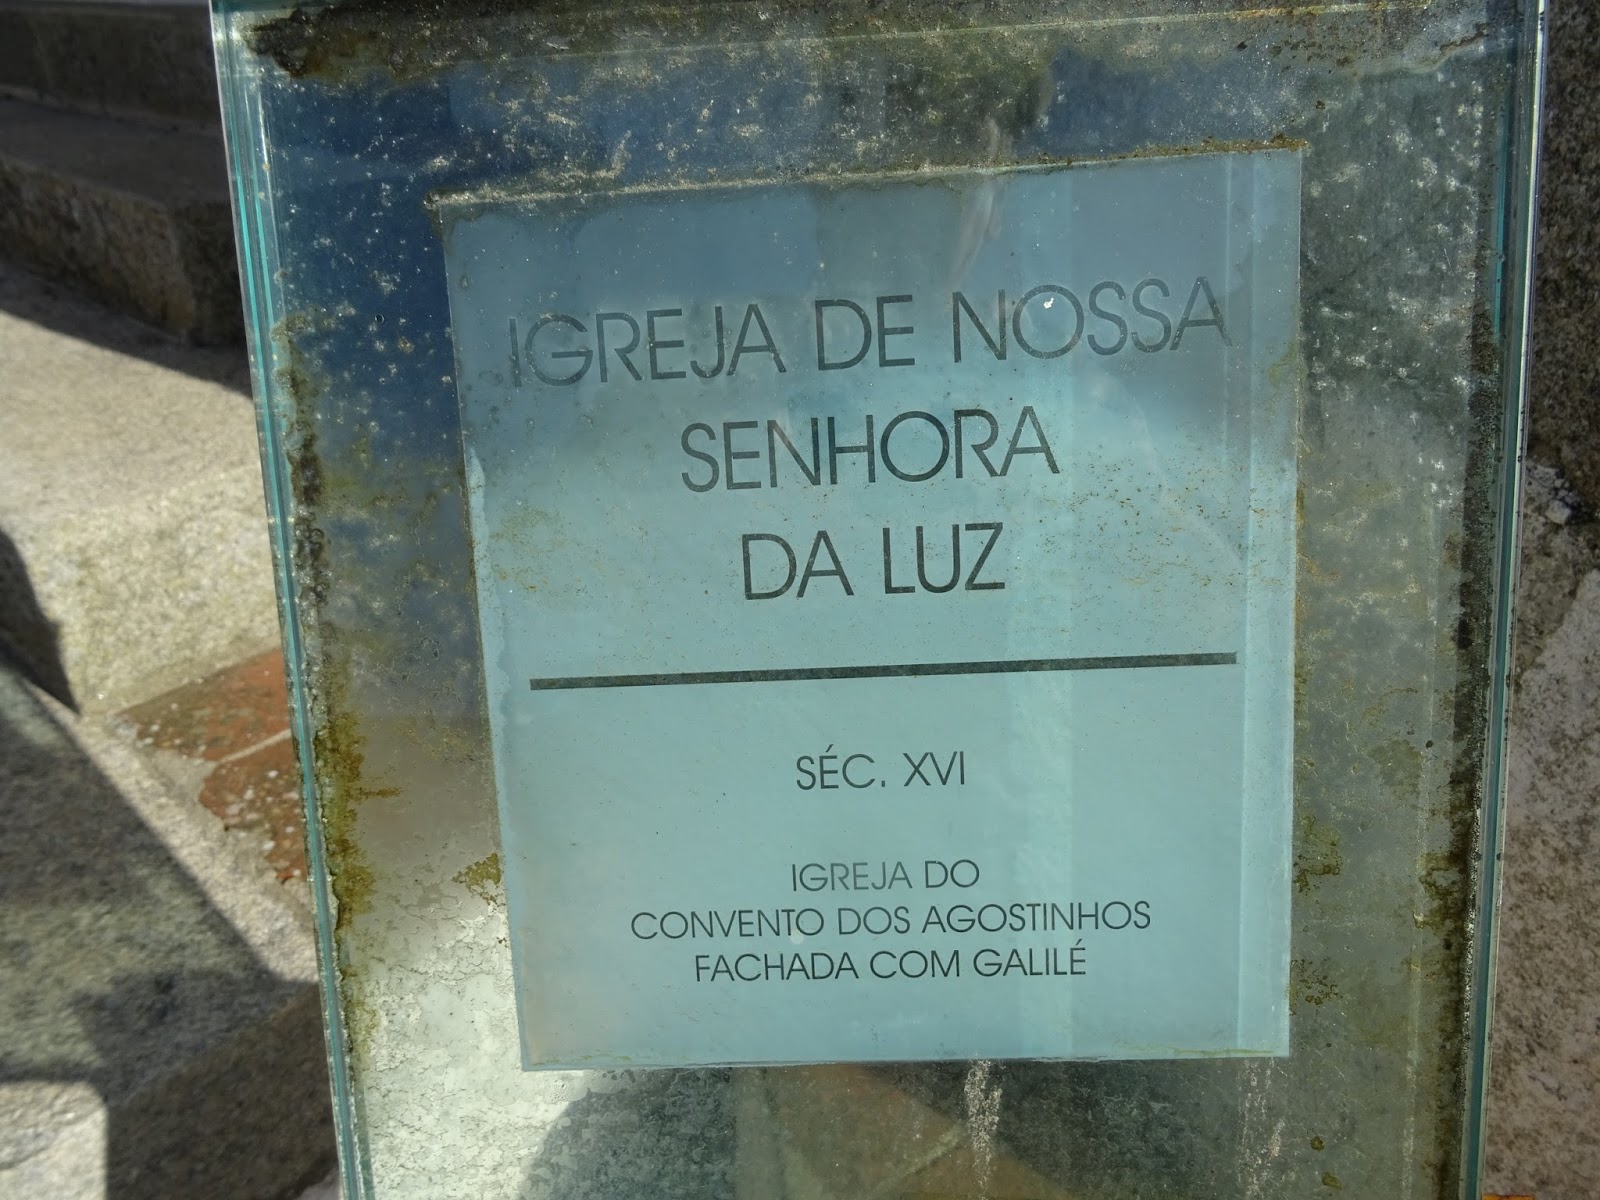 IGREJA DE NOSSA
SENHORA
DA LUZ
SÉC. XVI
IGREJA DO
CONVENTO DOS AGOSTINHOS
FACHADA COM GALILÉ